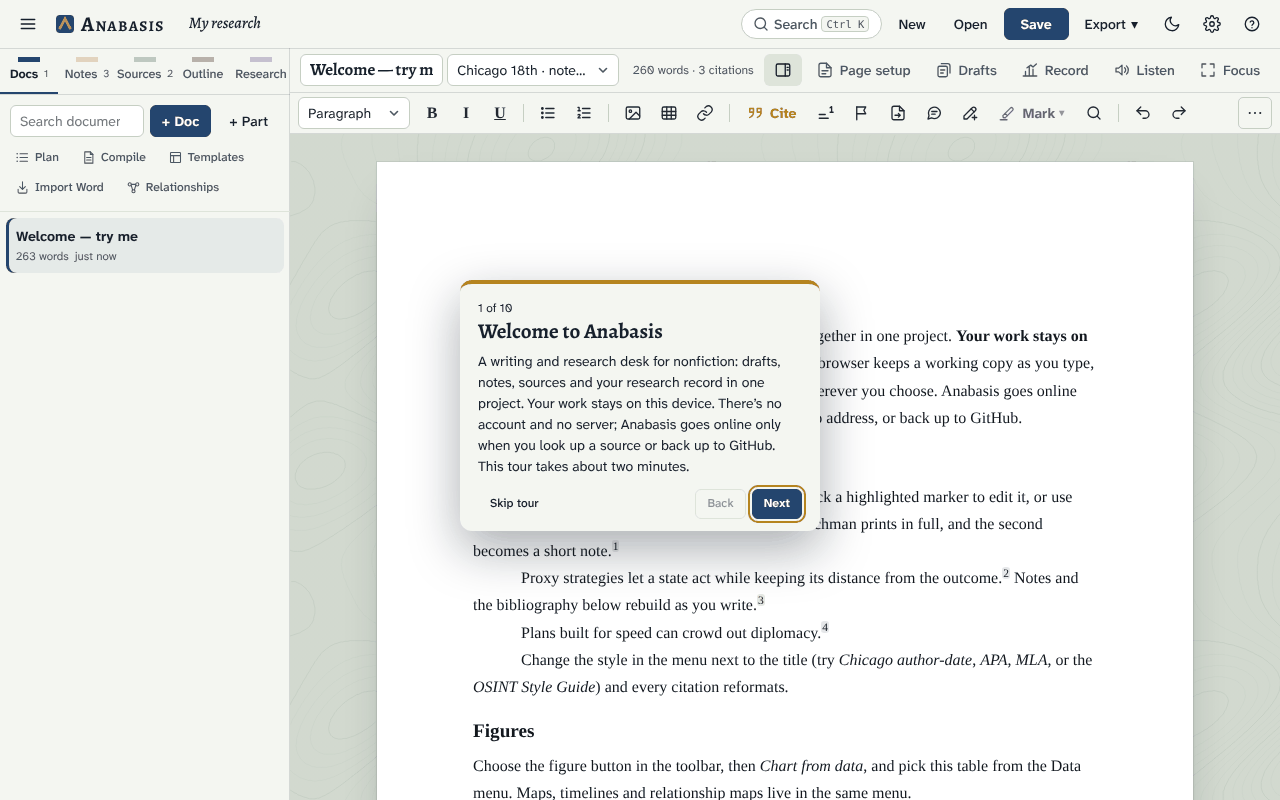 Anabasis
My research
Search Ctrl K
New
Open
Save
Export ▾
Docs 1
Notes 3
Sources 2
Outline
Research
Welcome — try m
Chicago 18th · note...
260 words · 3 citations
Page setup
Drafts
Record
Listen
Focus
Search documer
+ Doc
+ Part
Paragraph
B
I
U
Cite
Mark ▾
Plan
Compile
Templates
Import Word
Relationships
Welcome — try me
263 words just now
1 of 10
Welcome to Anabasis
A writing and research desk for nonfiction: drafts,
notes, sources and your research record in one
project. Your work stays on this device. There’s no
account and no server; Anabasis goes online only
when you look up a source or back up to GitHub.
This tour takes about two minutes.
Skip tour
Back
Next
gether in one project. Your work stays on
browser keeps a working copy as you type,
erever you choose. Anabasis goes online
address, or back up to GitHub.
ck a highlighted marker to edit it, or use
chman prints in full, and the second
becomes a short note.1
Proxy strategies let a state act while keeping its distance from the outcome.2 Notes and
the bibliography below rebuild as you write.3
Plans built for speed can crowd out diplomacy.4
Change the style in the menu next to the title (try Chicago author-date, APA, MLA, or the
OSINT Style Guide) and every citation reformats.
Figures
Choose the figure button in the toolbar, then Chart from data, and pick this table from the Data
menu. Maps, timelines and relationship maps live in the same menu.